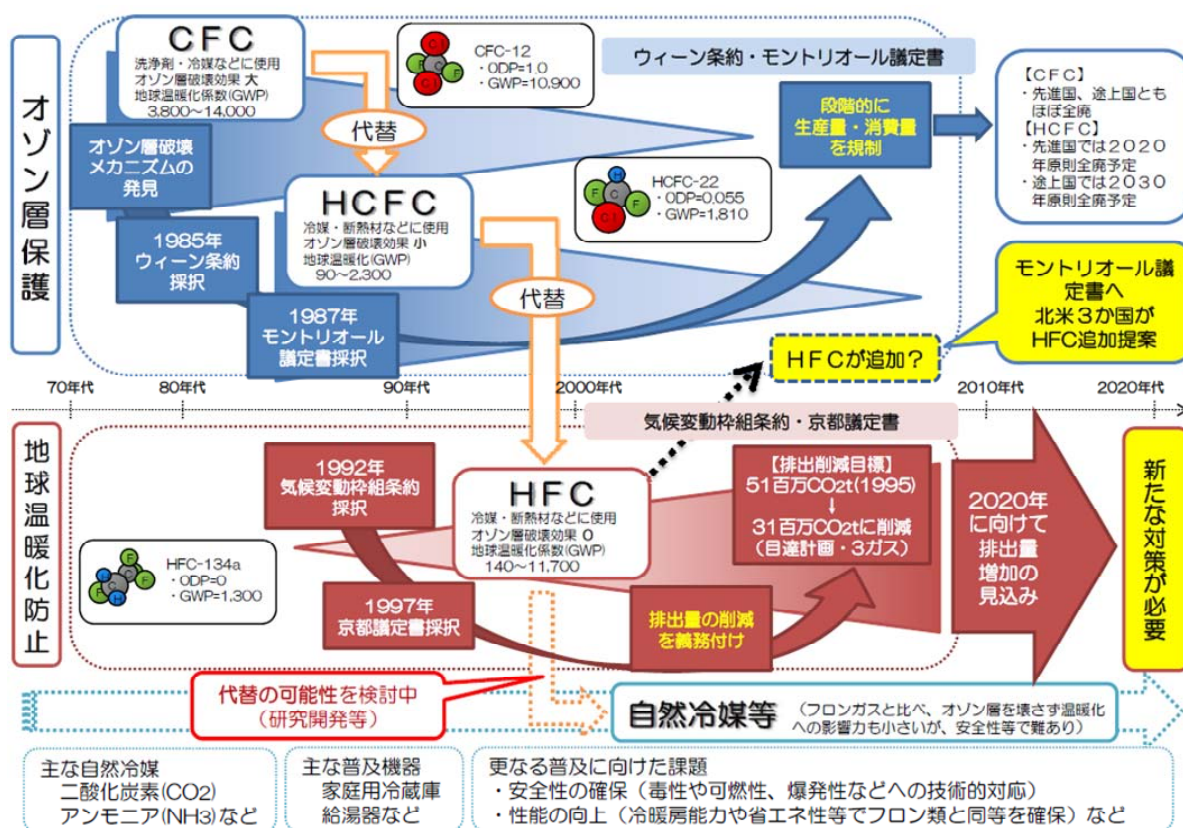 オゾン層保護
CFC
洗浄剤・冷媒などに使用
オゾン層破壊効果 大
地球温暖化係数(GWP)
3,800～14,000
代替
Cl
F
C
F
Cl
CFC-12
・ODP=1.0
・GWP=10,900
ウィーン条約・モントリオール議定書
段階的に
生産量・消費量
を規制
【CFC】
・先進国、途上国とも
ほぼ全廃
【HCFC】
・先進国では2020
年原則全廃予定
・途上国では2030
年原則全廃予定
オゾン層破壊
メカニズムの
発見
1985年
ウィーン条約
採択
1987年
モントリオール
議定書採択
HCFC
冷媒・断熱材などに使用
オゾン層破壊効果 小
地球温暖化(GWP)
90～2,300
代替
H
F
C
F
Cl
HCFC-22
・ODP=0.055
・GWP=1,810
モントリオール議
定書へ
北米3か国が
HFC追加提案
HFCが追加？
70年代
80年代
90年代
2000年代
2010年代
2020年代
地球温暖化防止
気候変動枠組条約・京都議定書
1992年
気候変動枠組条約
採択
1997年
京都議定書採択
F
H
C
F
C
F
F
H
HFC-134a
・ODP=0
・GWP=1,300
HFC
冷媒・断熱材などに使用
オゾン層破壊効果 0
地球温暖化係数(GWP)
140～11,700
【排出削減目標】
51百万CO2t(1995)
↓
31百万CO2tに削減
(目達計画・3ガス)
排出量の削減
を義務付け
2020年
に向けて
排出量
増加の
見込み
新たな対策が必要
代替の可能性を検討中
（研究開発等）
自然冷媒等
（フロンガスと比べ、オゾン層を壊さず温暖化
への影響力も小さいが、安全性等で難あり）
主な自然冷媒
二酸化炭素(CO2)
アンモニア(NH3)など
主な普及機器
家庭用冷蔵庫
給湯器など
更なる普及に向けた課題
・安全性の確保（毒性や可燃性、爆発性などへの技術的対応）
・性能の向上（冷暖房能力や省エネ性等でフロン類と同等を確保）など